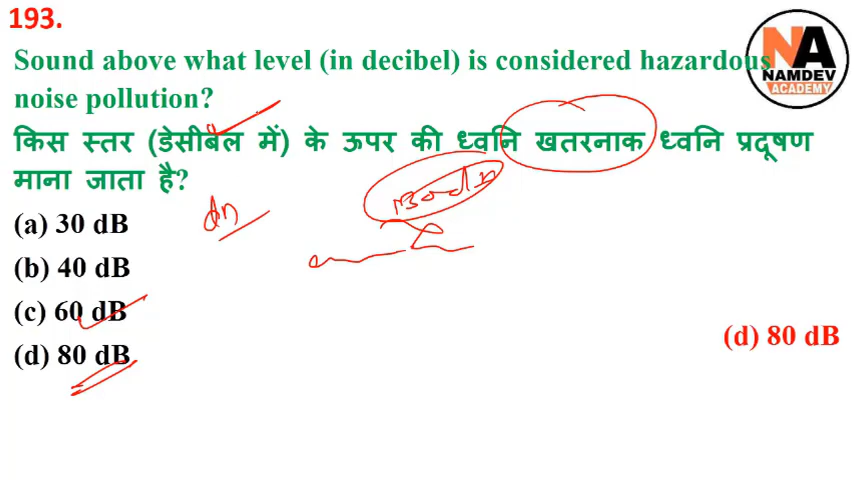 193.
Sound above what level (in decibel) is considered hazardous
noise pollution?
किस स्तर (डेसीबेल में) के ऊपर की ध्वनि खतरनाक ध्वनि प्रदूषण
माना जाता है?
(a) 30 dB
(b) 40 dB
(c) 60 dB
(d) 80 dB
(d) 80 dB
NA
NAMDEV
ACADEMY